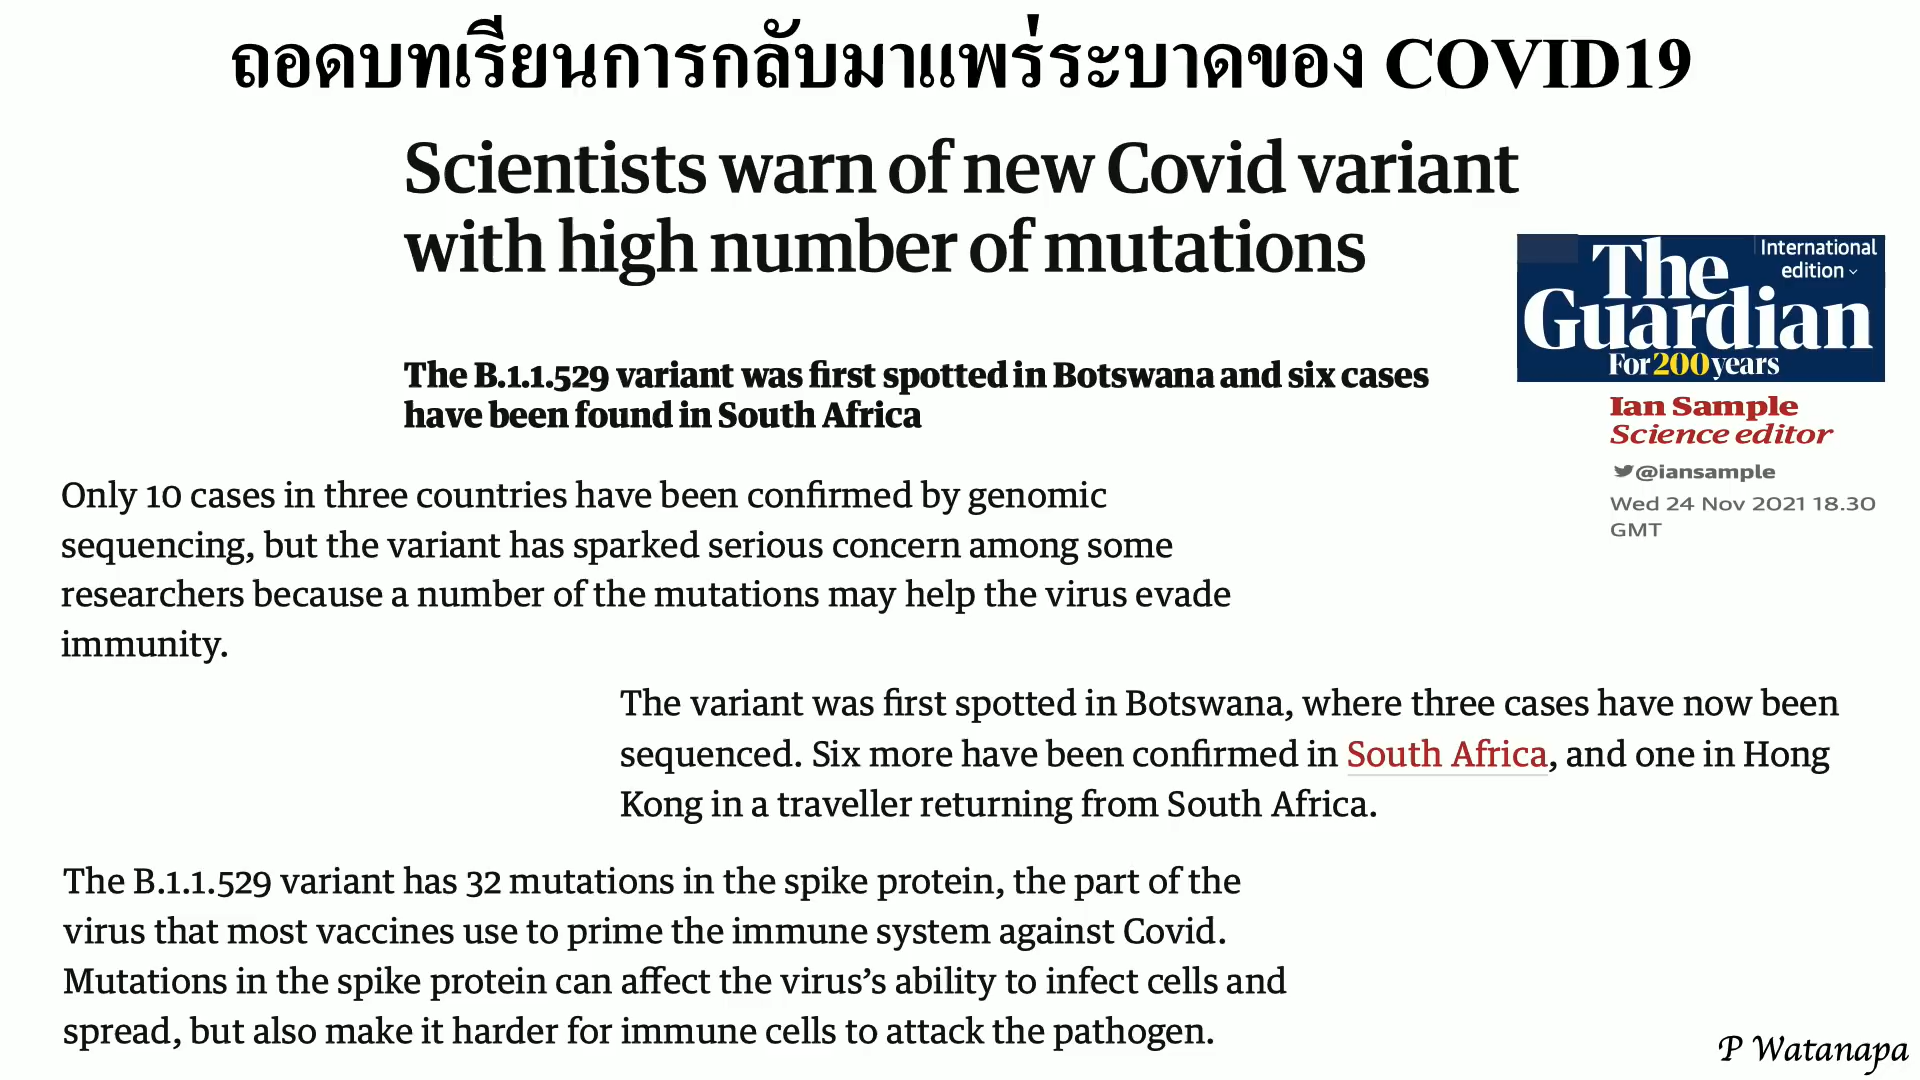 ถอดบทเรียนการกลับมาแพร่ระบาดของ COVID19
Scientists warn of new Covid variant
with high number of mutations
International
edition
The
Guardian
For 200 years
The B.1.1.529 variant was first spotted in Botswana and six cases
have been found in South Africa
Ian Sample
Science editor
@iansample
Wed 24 Nov 2021 18.30
GMT
Only 10 cases in three countries have been confirmed by genomic
sequencing, but the variant has sparked serious concern among some
researchers because a number of the mutations may help the virus evade
immunity.
The variant was first spotted in Botswana, where three cases have now been
sequenced. Six more have been confirmed in South Africa, and one in Hong
Kong in a traveller returning from South Africa.
The B.1.1.529 variant has 32 mutations in the spike protein, the part of the
virus that most vaccines use to prime the immune system against Covid.
Mutations in the spike protein can affect the virus’s ability to infect cells and
spread, but also make it harder for immune cells to attack the pathogen.
P Watanapa